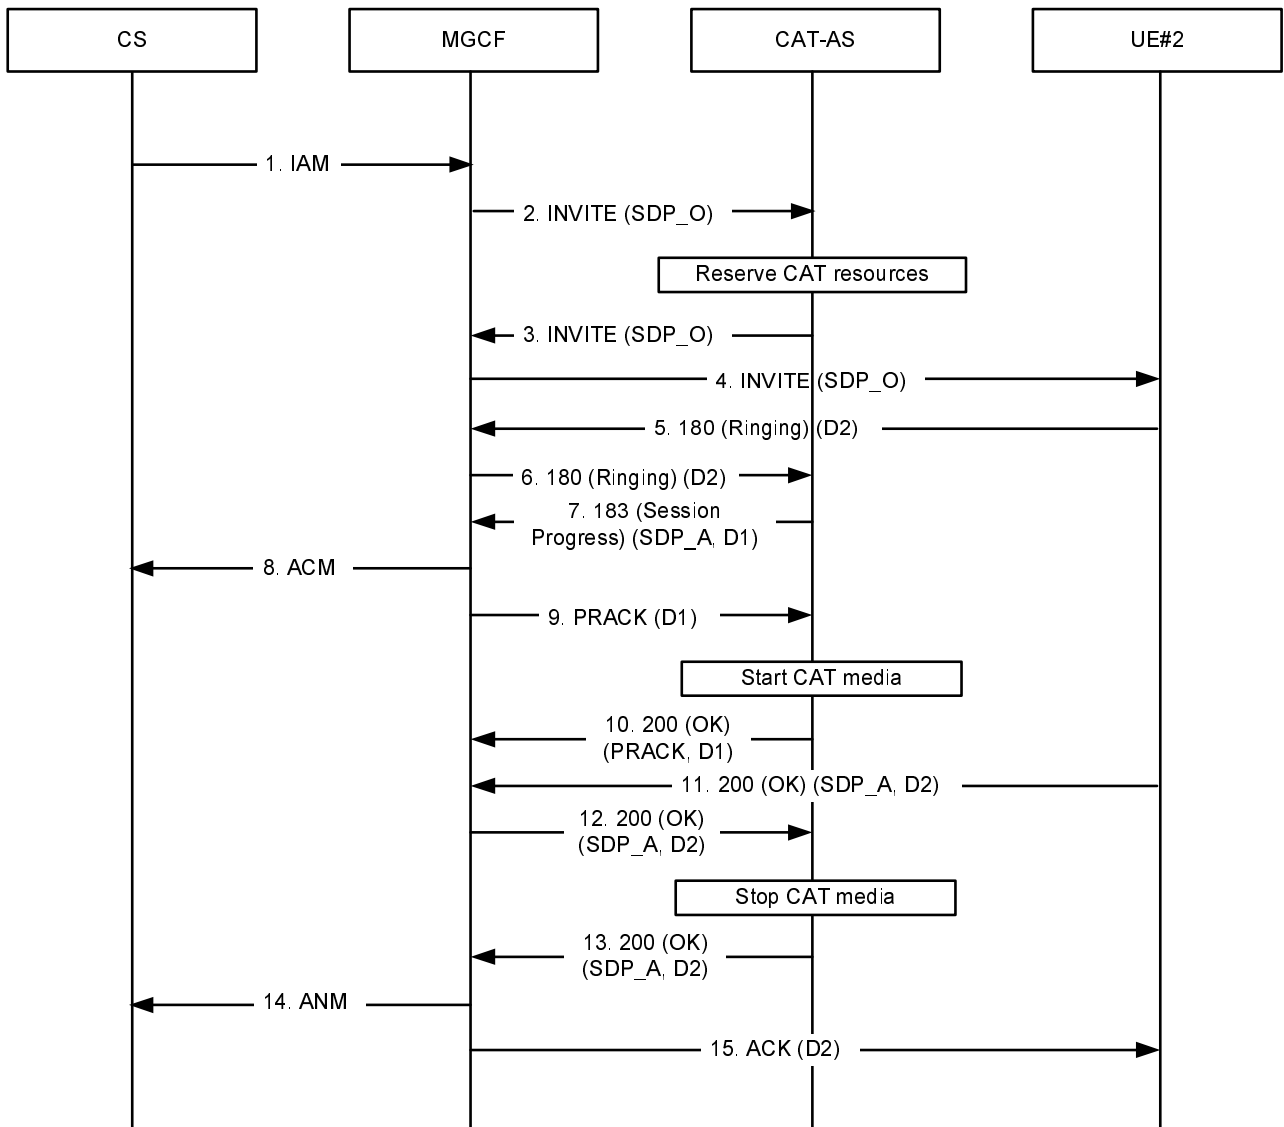 CS
MGCF
CAT-AS
UE#2
1. IAM
2. INVITE (SDP_O)
Reserve CAT resources
3. INVITE (SDP_O)
4. INVITE (SDP_O)
5. 180 (Ringing) (D2)
6. 180 (Ringing) (D2)
7. 183 (Session
Progress) (SDP_A, D1)
8. ACM
9. PRACK (D1)
Start CAT media
10. 200 (OK)
(PRACK, D1)
11. 200 (OK) (SDP_A, D2)
12. 200 (OK)
(SDP_A, D2)
Stop CAT media
13. 200 (OK)
(SDP_A, D2)
14. ANM
15. ACK (D2)